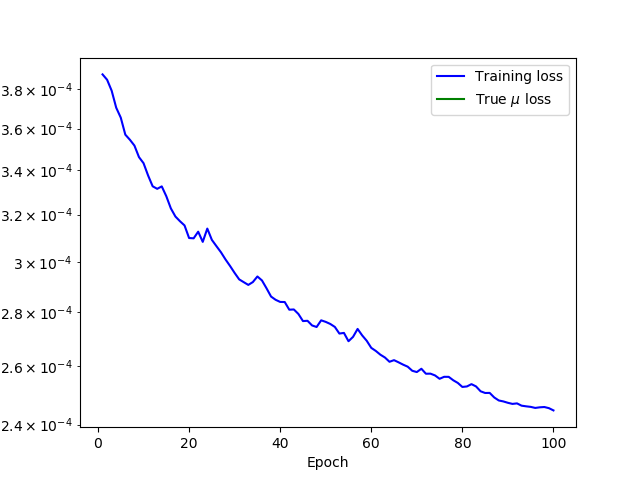 Training loss
True μ loss
3.8 × 10⁻⁴
3.6 × 10⁻⁴
3.4 × 10⁻⁴
3.2 × 10⁻⁴
3 × 10⁻⁴
2.8 × 10⁻⁴
2.6 × 10⁻⁴
2.4 × 10⁻⁴
0 20 40 60 80 100
Epoch